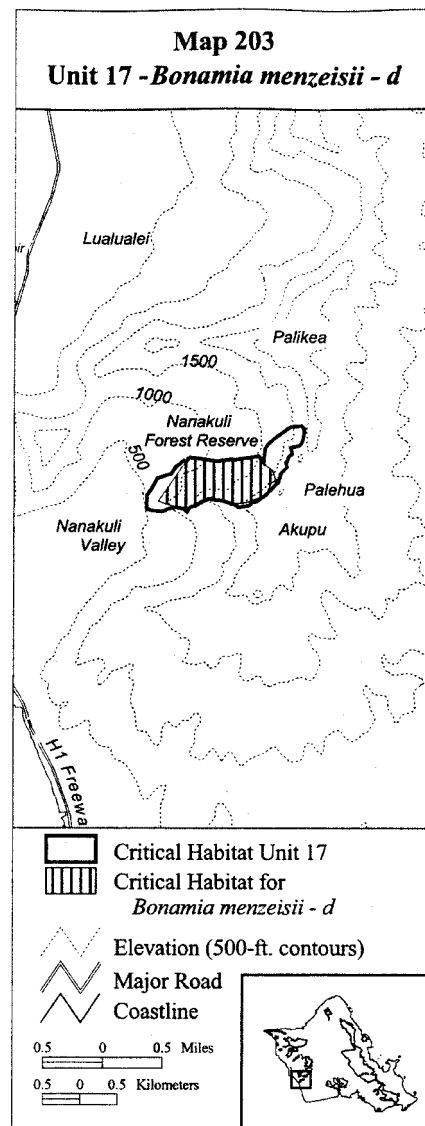 Map 203
Unit 17 - Bonamia menzeisii - d
Lualualei
ir
Palikea
1500
1000
Nanakuli
Forest Reserve
500
Palehua
Nanakuli
Valley
Akupu
H1 Freewa
Critical Habitat Unit 17
Critical Habitat for
Bonamia menzeisii - d
Elevation (500-ft. contours)
Major Road
Coastline
0.5 0 0.5 Miles
0.5 0 0.5 Kilometers